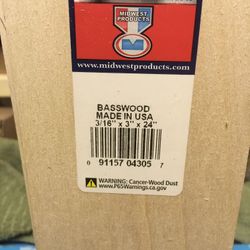 MIDWEST
PRODUCTS
www.midwestproducts.com
BASSWOOD
MADE IN USA
3/16" x 3" x 24"
0 91157 04305 7
WARNING: Cancer-Wood Dust
www.P65Warnings.ca.gov